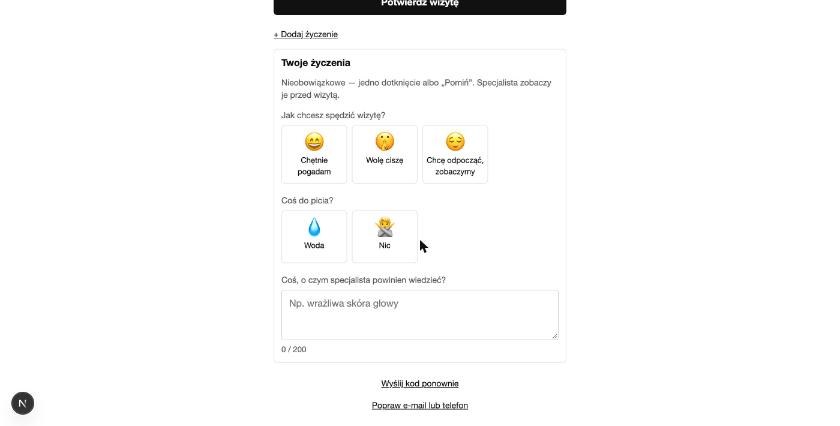 Potwierdź wizytę
+ Dodaj życzenie
Twoje życzenia
Nieobowiązkowe — jedno dotknięcie albo „Pomiń”. Specjalista zobaczy
je przed wizytą.
Jak chcesz spędzić wizytę?
Chętnie
pogadam
Wolę ciszę
Chcę odpocząć,
zobaczymy
Coś do picia?
Woda
Nic
Coś, o czym specjalista powinien wiedzieć?
Np. wrażliwa skóra głowy
0 / 200
Wyślij kod ponownie
Popraw e-mail lub telefon
N